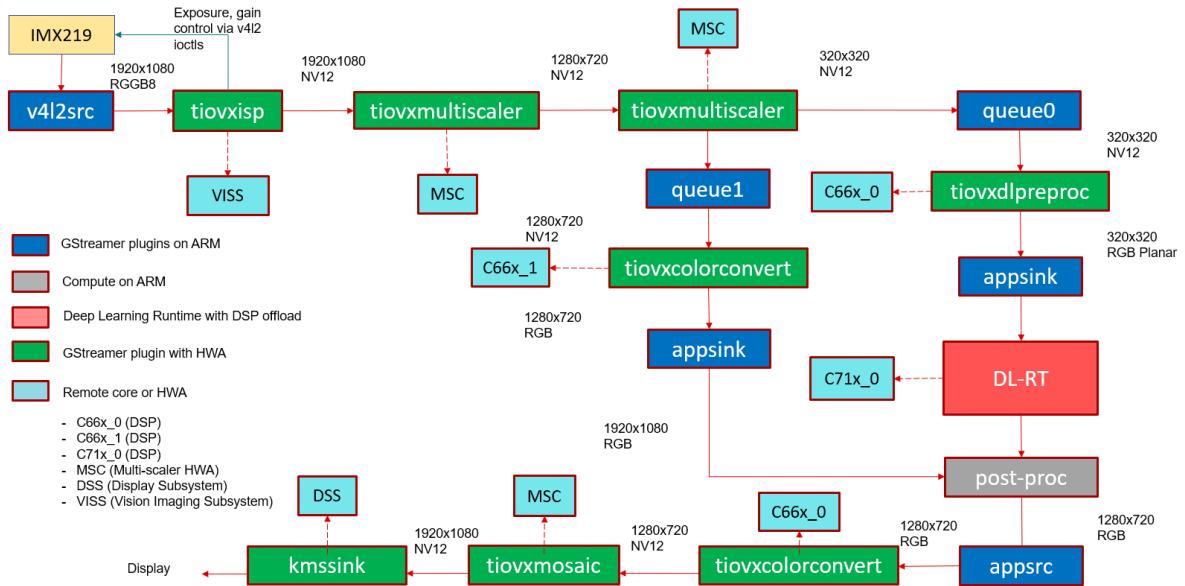 IMX219
Exposure, gain
control via v4l2
ioctls
MSC
1920x1080
RGGB8
1920x1080
NV12
1280x720
NV12
320x320
NV12
v4l2src
tiovxisp
tiovxmultiscaler
tiovxmultiscaler
queue0
320x320
NV12
VISS
MSC
queue1
C66x_0
tiovxdlpreproc
1280x720
NV12
320x320
RGB Planar
GStreamer plugins on ARM
C66x_1
tiovxcolorconvert
appsink
Compute on ARM
1280x720
RGB
Deep Learning Runtime with DSP offload
appsink
GStreamer plugin with HWA
C71x_0
DL-RT
Remote core or HWA
- C66x_0 (DSP)
- C66x_1 (DSP)
- C71x_0 (DSP)
- MSC (Multi-scaler HWA)
- DSS (Display Subsystem)
- VISS (Vision Imaging Subsystem)
1920x1080
RGB
post-proc
DSS
MSC
C66x_0
1920x1080
NV12
1280x720
NV12
1280x720
RGB
1280x720
RGB
Display
kmssink
tiovxmosaic
tiovxcolorconvert
appsrc